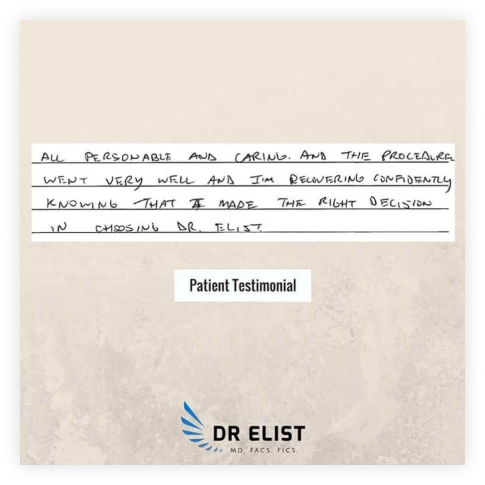 ALL PERSONABLE AND CARING. AND THE PROCEDURE
WENT VERY WELL AND I'M RECOVERING CONFIDENTLY
KNOWING THAT I MADE THE RIGHT DECISION
IN CHOOSING DR. ELIST.
Patient Testimonial
DR ELIST
MD. FACS. FICS.